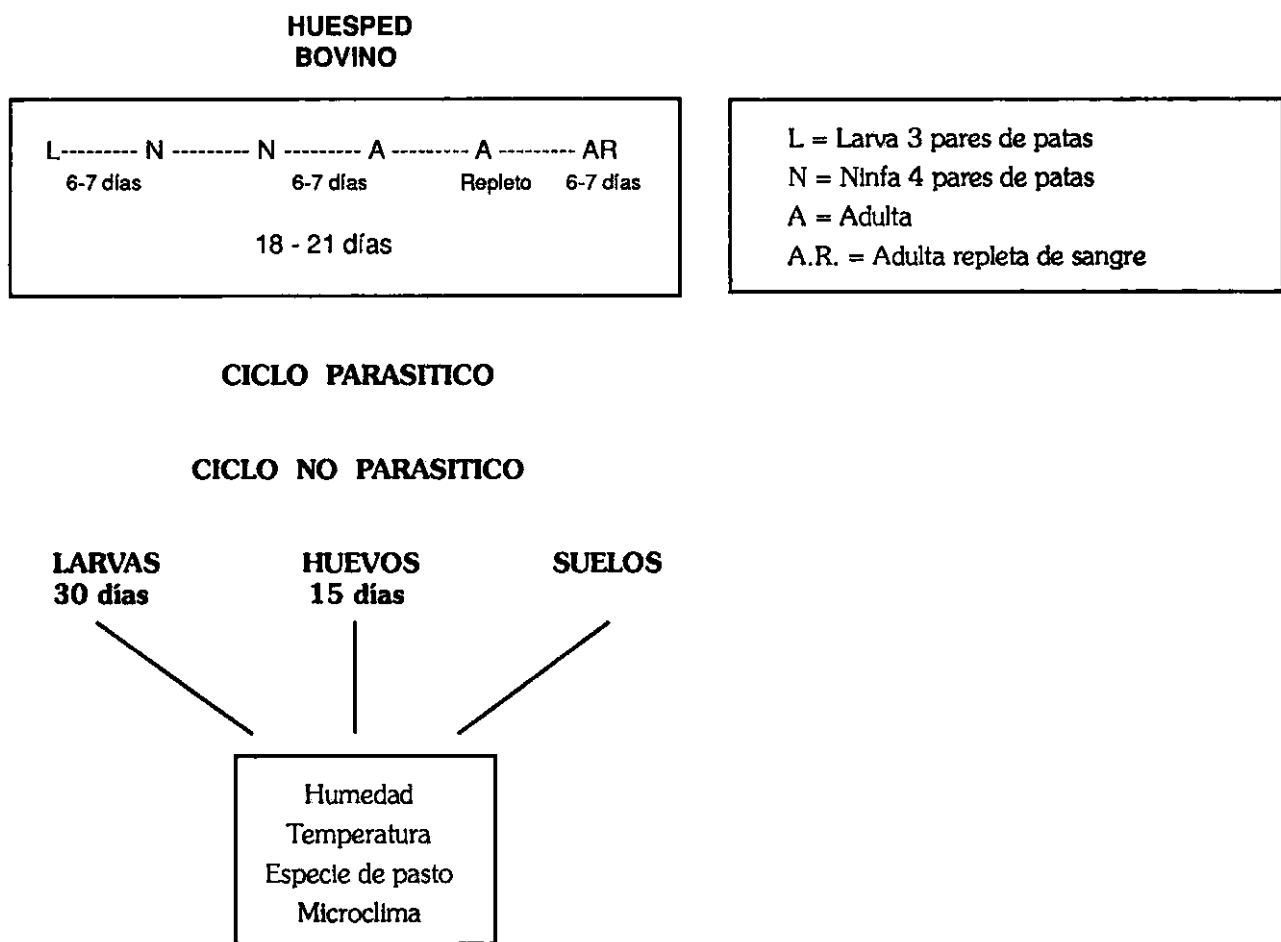 HUESPED
BOVINO
L--------- N --------- N --------- A --------- A --------- AR
6-7 días 6-7 días Repleto 6-7 días
18 - 21 días
L = Larva 3 pares de patas
N = Ninfa 4 pares de patas
A = Adulta
A.R. = Adulta repleta de sangre
CICLO PARASITICO
CICLO NO PARASITICO
LARVAS HUEVOS SUELOS
30 días 15 días
Humedad
Temperatura
Especie de pasto
Microclima